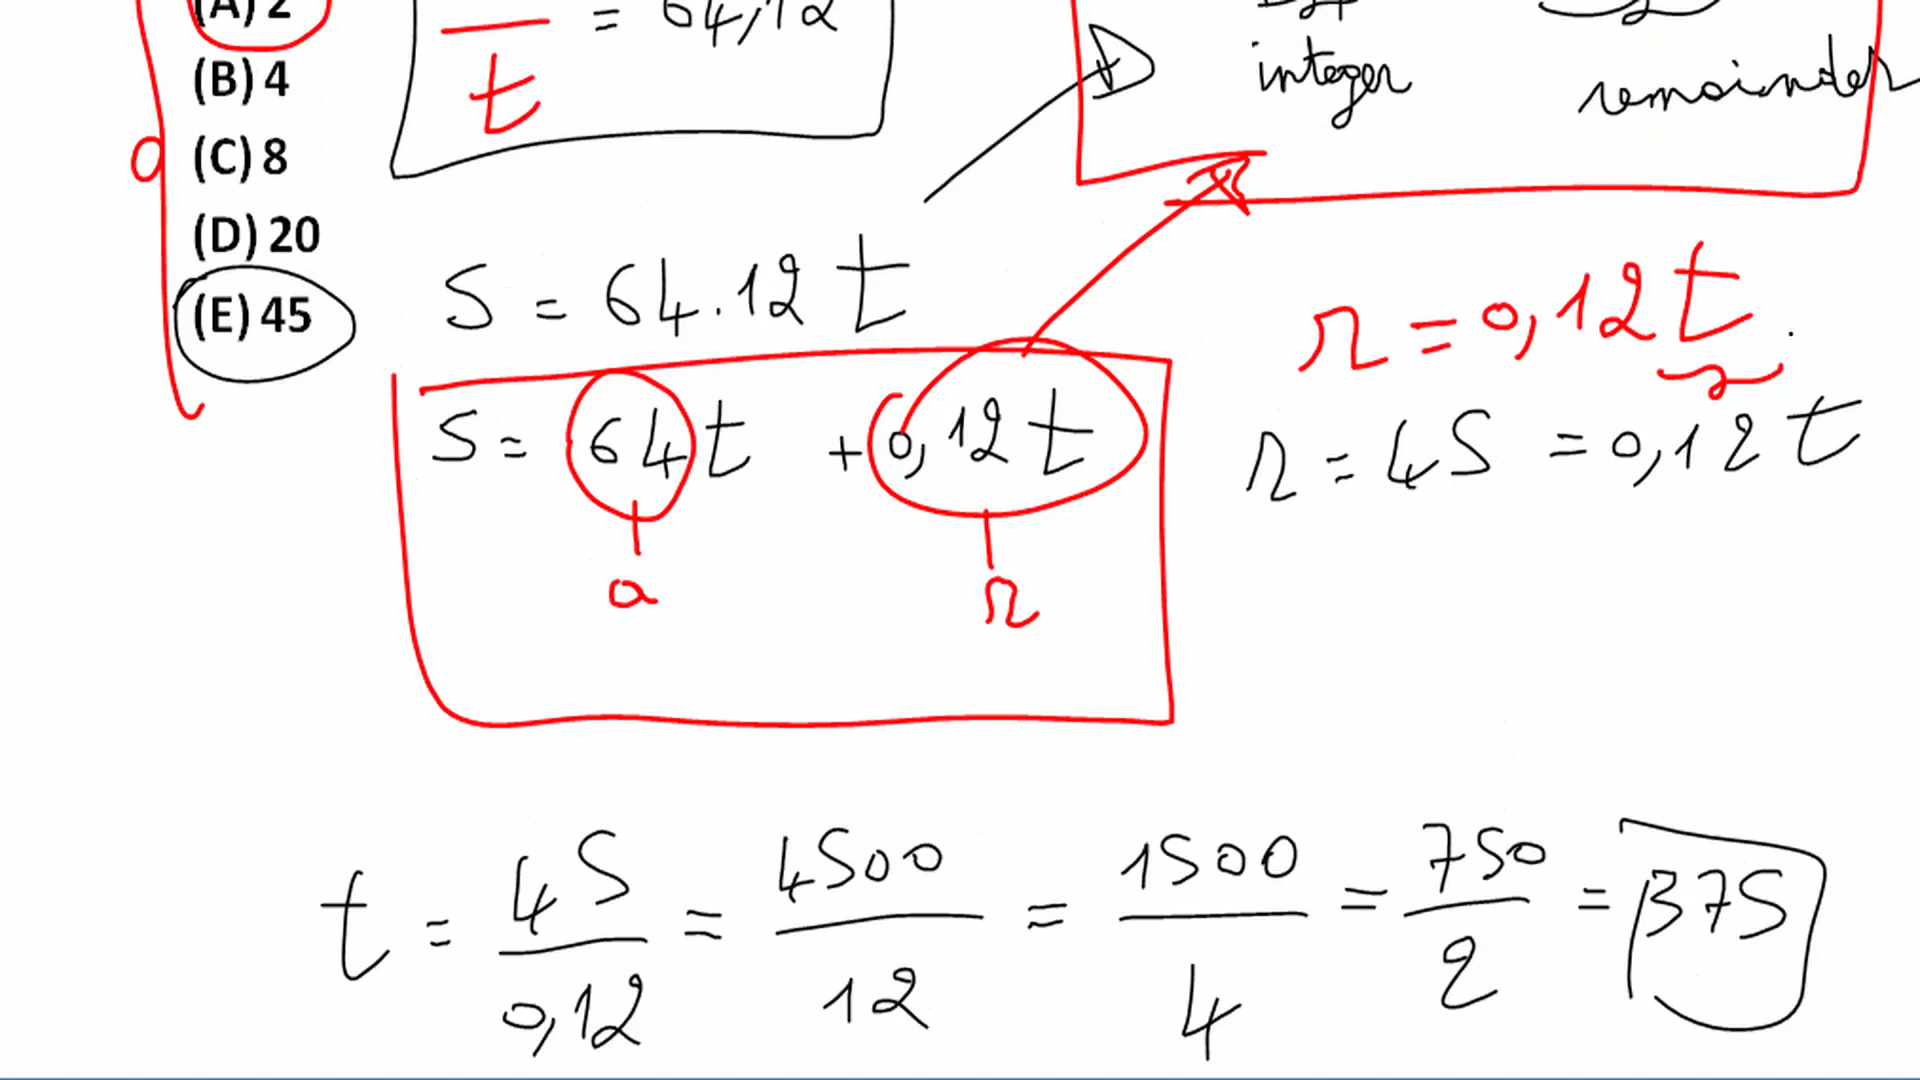 (A) 2
(B) 4
(C) 8
(D) 20
(E) 45
t
= 64,12
integer
remainder
S = 64.12 t
S = 64 t + 0,12 t
a
r
r = 0,12 t
r = 45 = 0,12 t
t = 45 / 0,12 = 4500 / 12 = 1500 / 4 = 750 / 2 = 375